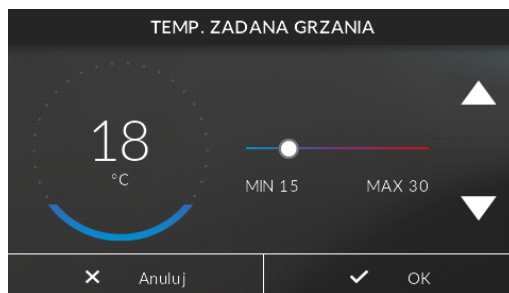 TEMP. ZADANA GRZANIA
18
°C
MIN 15 MAX 30
Anuluj OK